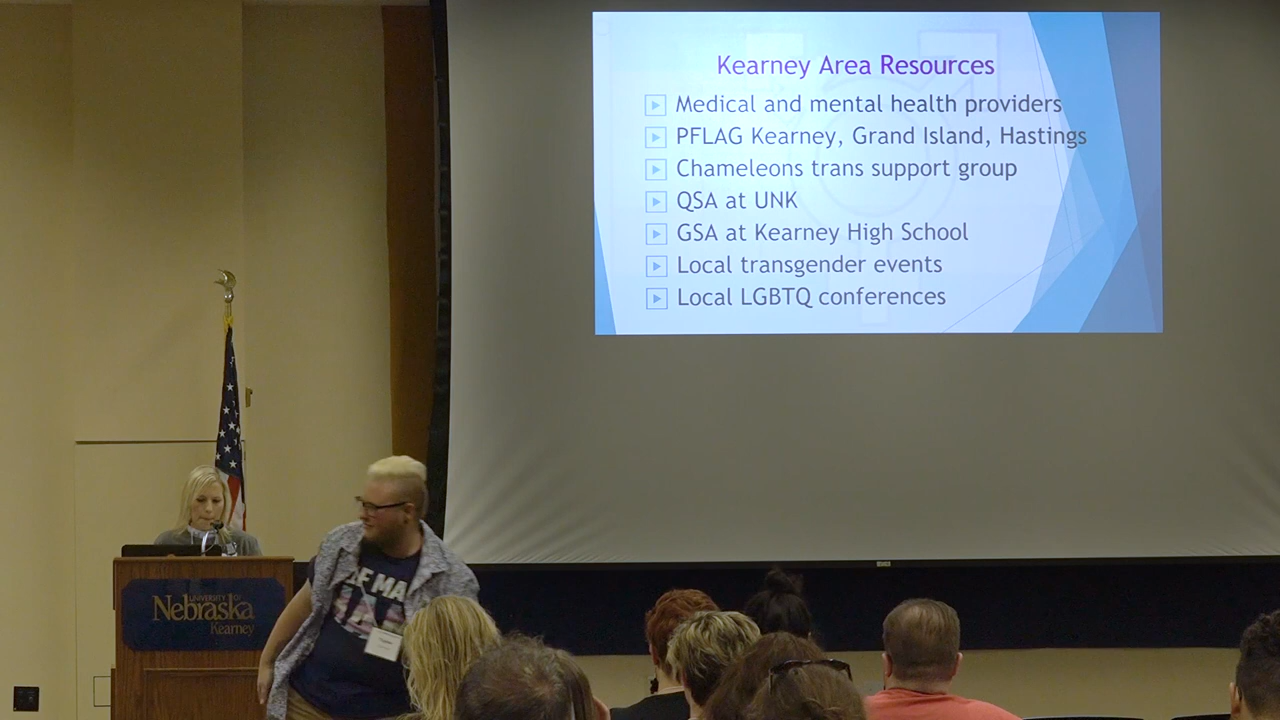 Kearney Area Resources
Medical and mental health providers
PFLAG Kearney, Grand Island, Hastings
Chameleons trans support group
QSA at UNK
GSA at Kearney High School
Local transgender events
Local LGBTQ conferences
UNIVERSITY OF
Nebraska
Kearney